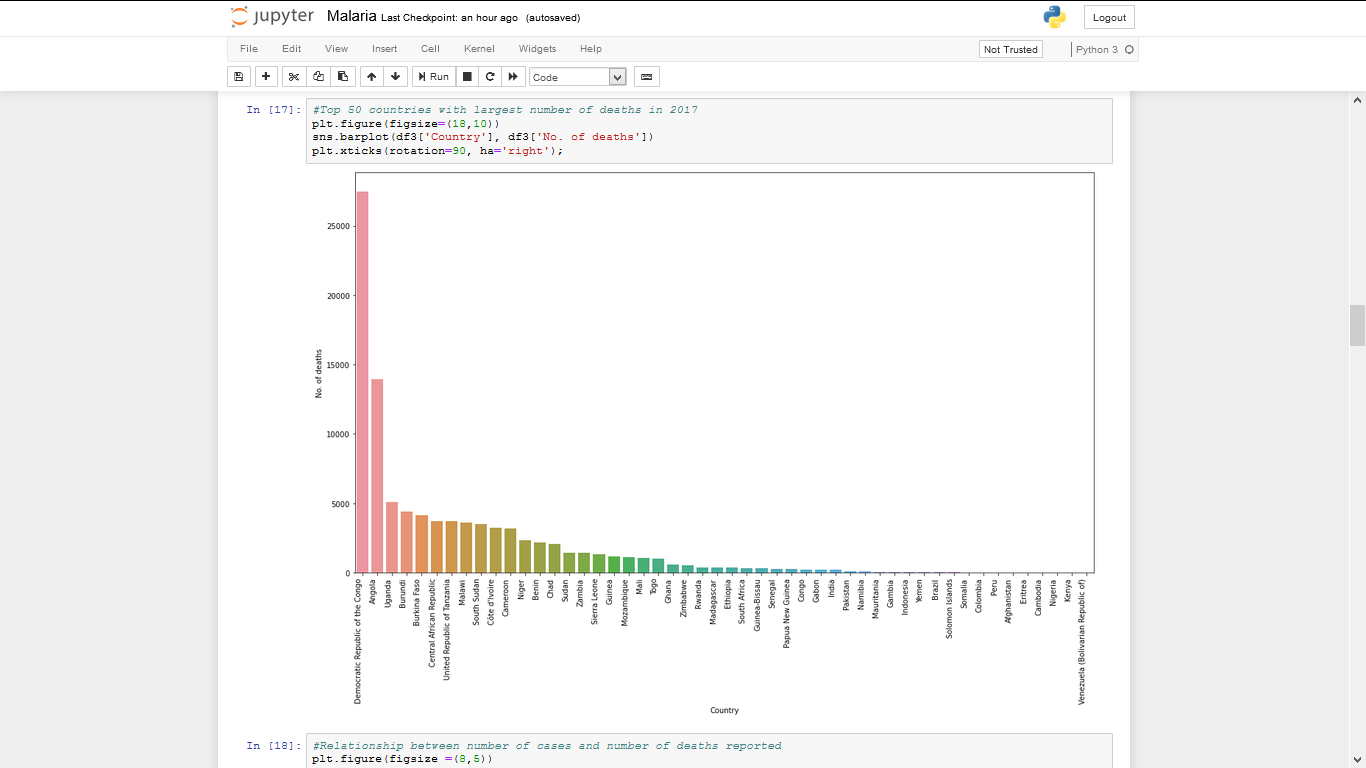 jupyter Malaria Last Checkpoint: an hour ago (autosaved)
Logout
File Edit View Insert Cell Kernel Widgets Help
Not Trusted
Python 3
Run
Code
In [17]:
#Top 50 countries with largest number of deaths in 2017
plt.figure(figsize=(18,10))
sns.barplot(df3['Country'], df3['No. of deaths'])
plt.xticks(rotation=90, ha='right');
25000
20000
15000
10000
5000
0
No. of deaths
Democratic Republic of the Congo
Angola
Uganda
Burundi
Burkina Faso
Central African Republic
United Republic of Tanzania
Malawi
South Sudan
Côte d'Ivoire
Cameroon
Niger
Benin
Chad
Sudan
Zambia
Sierra Leone
Guinea
Mozambique
Mali
Togo
Ghana
Zimbabwe
Rwanda
Madagascar
Ethiopia
South Africa
Guinea-Bissau
Senegal
Papua New Guinea
Congo
Gabon
India
Pakistan
Namibia
Mauritania
Gambia
Indonesia
Yemen
Brazil
Solomon Islands
Somalia
Colombia
Peru
Afghanistan
Eritrea
Cambodia
Nigeria
Kenya
Venezuela (Bolivarian Republic of)
Country
In [18]:
#Relationship between number of cases and number of deaths reported
plt.figure(figsize =(8,5))